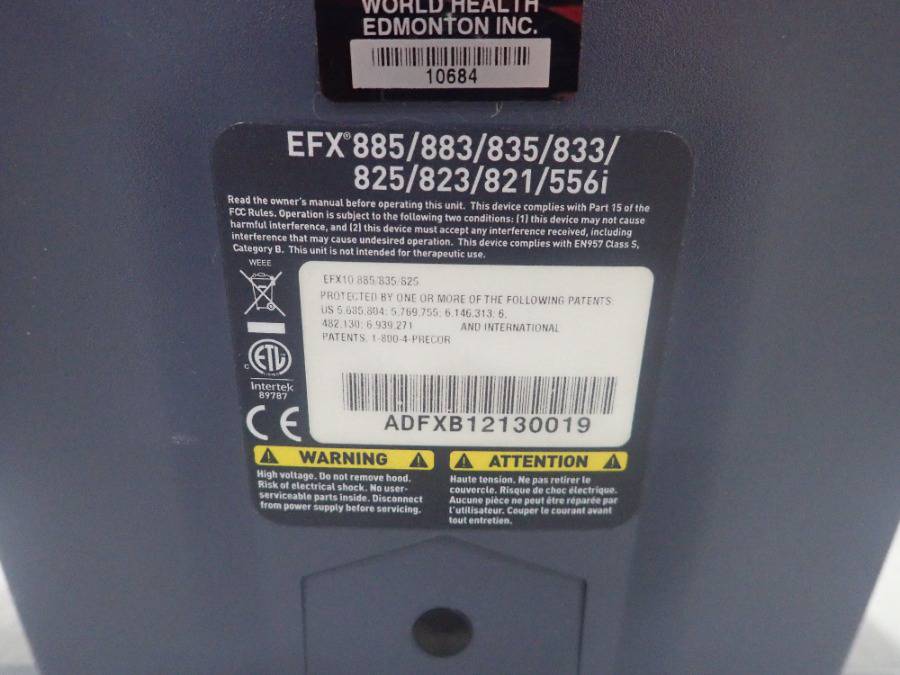 WORLD HEALTH
EDMONTON INC.
10684
EFX® 885/883/835/833/
825/823/821/556i
Read the owner's manual before operating this unit. This device complies with Part 15 of the
FCC Rules. Operation is subject to the following two conditions: (1) this device may not cause
harmful interference, and (2) this device must accept any interference received, including
interference that may cause undesired operation. This device complies with EN957 Class S,
Category B. This unit is not intended for therapeutic use.
WEEE
EFX10 885/835/825
PROTECTED BY ONE OR MORE OF THE FOLLOWING PATENTS:
US 5,685,804; 5,769,755; 6,146,313; 6,
482,130; 6,939,271 AND INTERNATIONAL
PATENTS. 1-800-4-PRECOR
C ETL
Intertek
89787
CE
ADFXB12130019
WARNING
High voltage. Do not remove hood.
Risk of electrical shock. No user-
serviceable parts inside. Disconnect
from power supply before servicing.
ATTENTION
Haute tension. Ne pas retirer le
couvercle. Risque de choc électrique.
Aucune pièce ne peut être réparée par
l'utilisateur. Couper le courant avant
tout entretien.